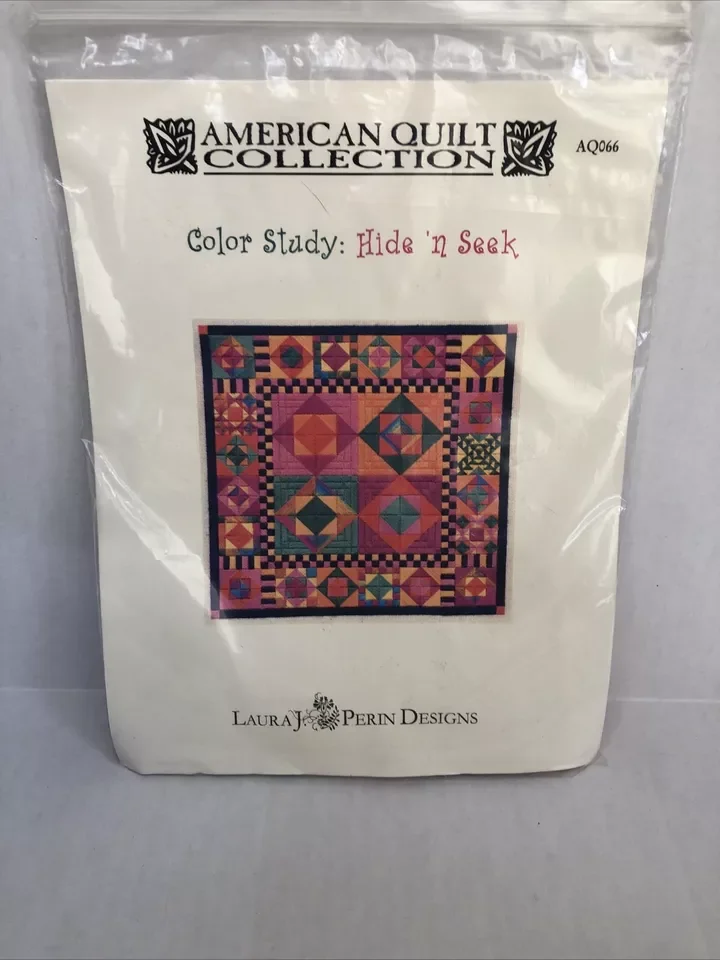 AMERICAN QUILT
COLLECTION
AQ066
Color Study: Hide 'n Seek
LAURA J. PERIN DESIGNS